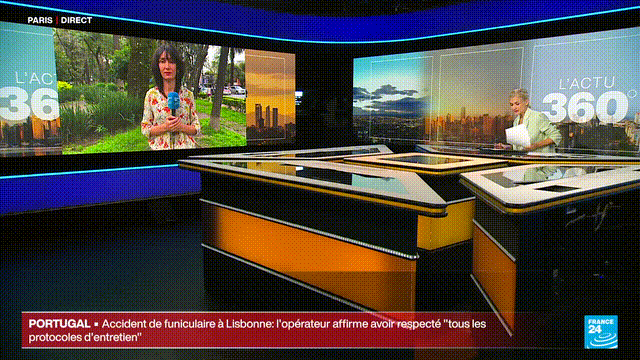 PARIS | DIRECT
L'ACTU
36
L'ACTU
360°
PORTUGAL ▪ Accident de funiculaire à Lisbonne: l'opérateur affirme avoir respecté "tous les
protocoles d'entretien"
FRANCE
24